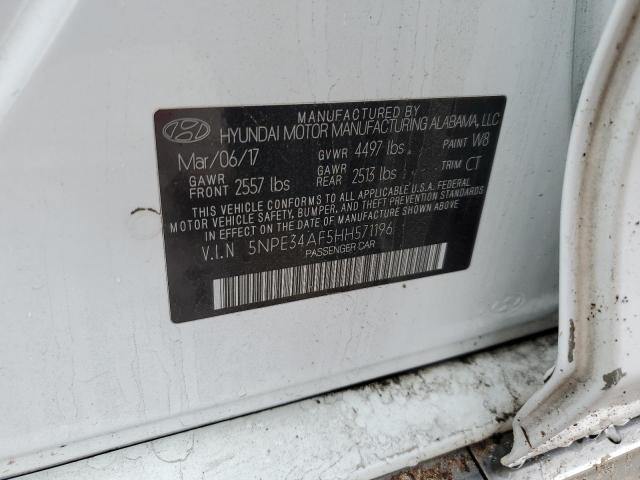 MANUFACTURED BY
HYUNDAI MOTOR MANUFACTURING ALABAMA, LLC
Mar/06/17 GVWR 4497 lbs PAINT W8
GAWR FRONT 2557 lbs GAWR REAR 2513 lbs TRIM CT
THIS VEHICLE CONFORMS TO ALL APPLICABLE U.S.A. FEDERAL
MOTOR VEHICLE SAFETY, BUMPER, AND THEFT PREVENTION
STANDARDS IN EFFECT ON THE DATE OF MANUFACTURE SHOWN ABOVE.
V.I.N 5NPE34AF5HH571196
PASSENGER CAR